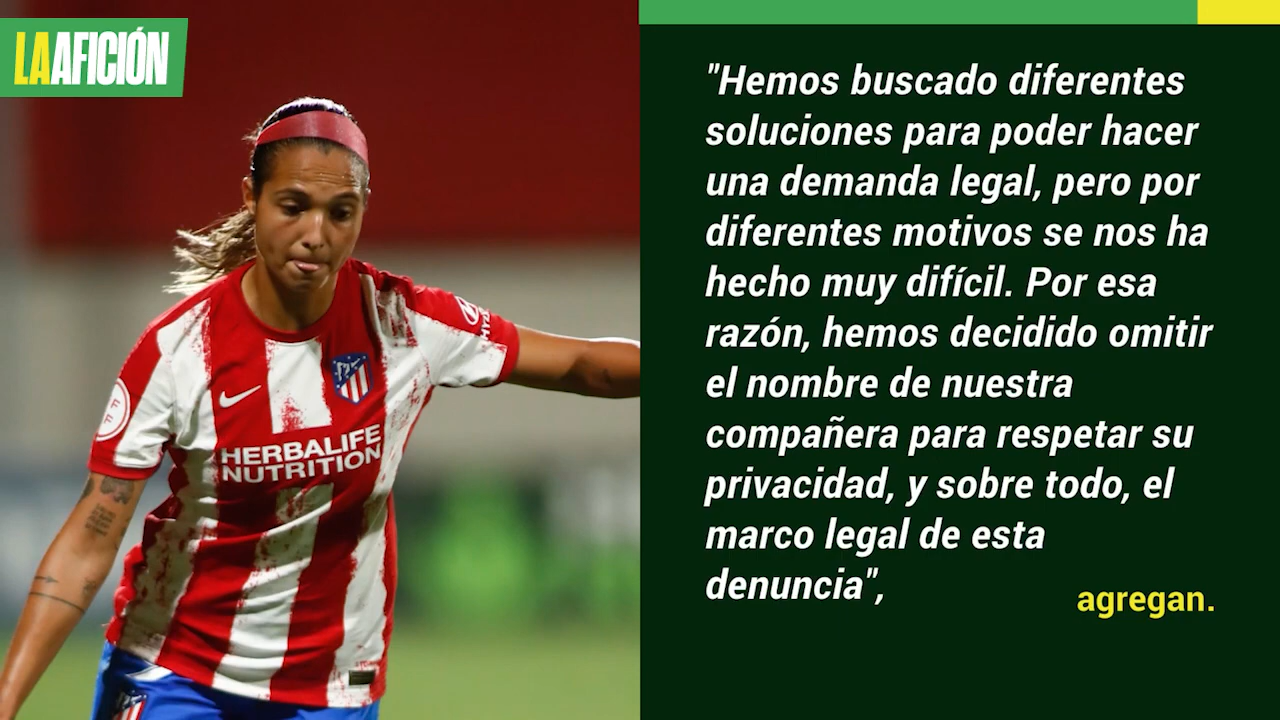 LAAFICIÓN
"Hemos buscado diferentes
soluciones para poder hacer
una demanda legal, pero por
diferentes motivos se nos ha
hecho muy difícil. Por esa
razón, hemos decidido omitir
el nombre de nuestra
compañera para respetar su
privacidad, y sobre todo, el
marco legal de esta
denuncia",
agregan.
HERBALIFE
NUTRITION